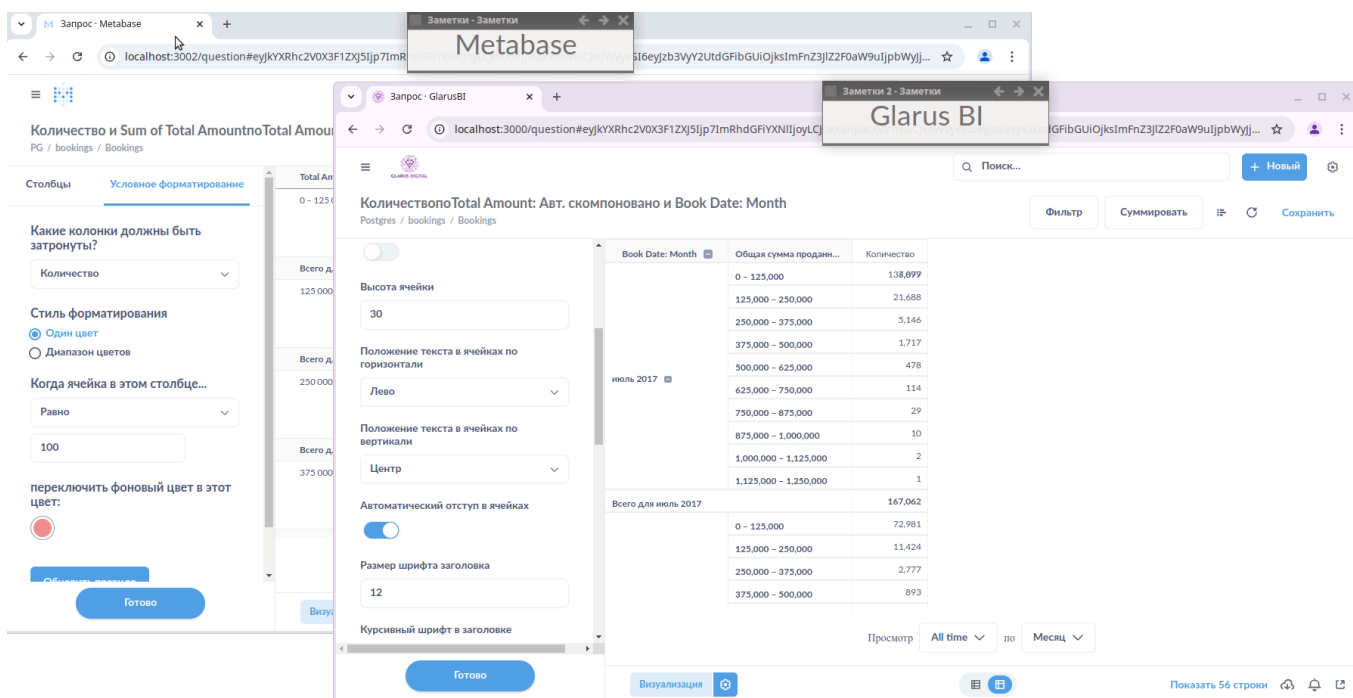 Запрос · Metabase
Заметки - Заметки
Metabase
localhost:3002/question#eyJkYXRhc2V0X3F1ZXJ5Ijp7ImR
Количество и Sum of Total AmountпоTotal Amou
PG / bookings / Bookings
Столбцы
Условное форматирование
Какие колонки должны быть затронуты?
Количество
Стиль форматирования
Один цвет
Диапазон цветов
Когда ячейка в этом столбце...
Равно
100
переключить фоновый цвет в этот цвет:
Обновить правило
Готово
Total Am
0 – 125
Всего д
125 000
Всего д
250 000
Всего д
375 000
Визуа
Запрос · GlarusBI
Заметки 2 - Заметки
Glarus BI
GLARUS DIGITAL
Поиск...
+ Новый
КоличествопоTotal Amount: Авт. скомпоновано и Book Date: Month
Postgres / bookings / Bookings
Фильтр
Суммировать
Сохранить
Высота ячейки
30
Положение текста в ячейках по горизонтали
Лево
Положение текста в ячейках по вертикали
Центр
Автоматический отступ в ячейках
Размер шрифта заголовка
12
Курсивный шрифт в заголовке
Готово
Book Date: Month
Общая сумма проданн...
Количество
июль 2017
0 – 125,000
125,000 – 250,000 21,688
250,000 – 375,000 5,146
375,000 – 500,000 1,717
500,000 – 625,000 478
625,000 – 750,000 114
750,000 – 875,000 29
875,000 – 1,000,000 10
1,000,000 – 1,125,000 2
1,125,000 – 1,250,000 1
Всего для июль 2017 167,062
0 – 125,000 72,981
125,000 – 250,000 11,424
250,000 – 375,000 2,777
375,000 – 500,000 893
Просмотр All time по Месяц
Визуализация
Показать 56 строки